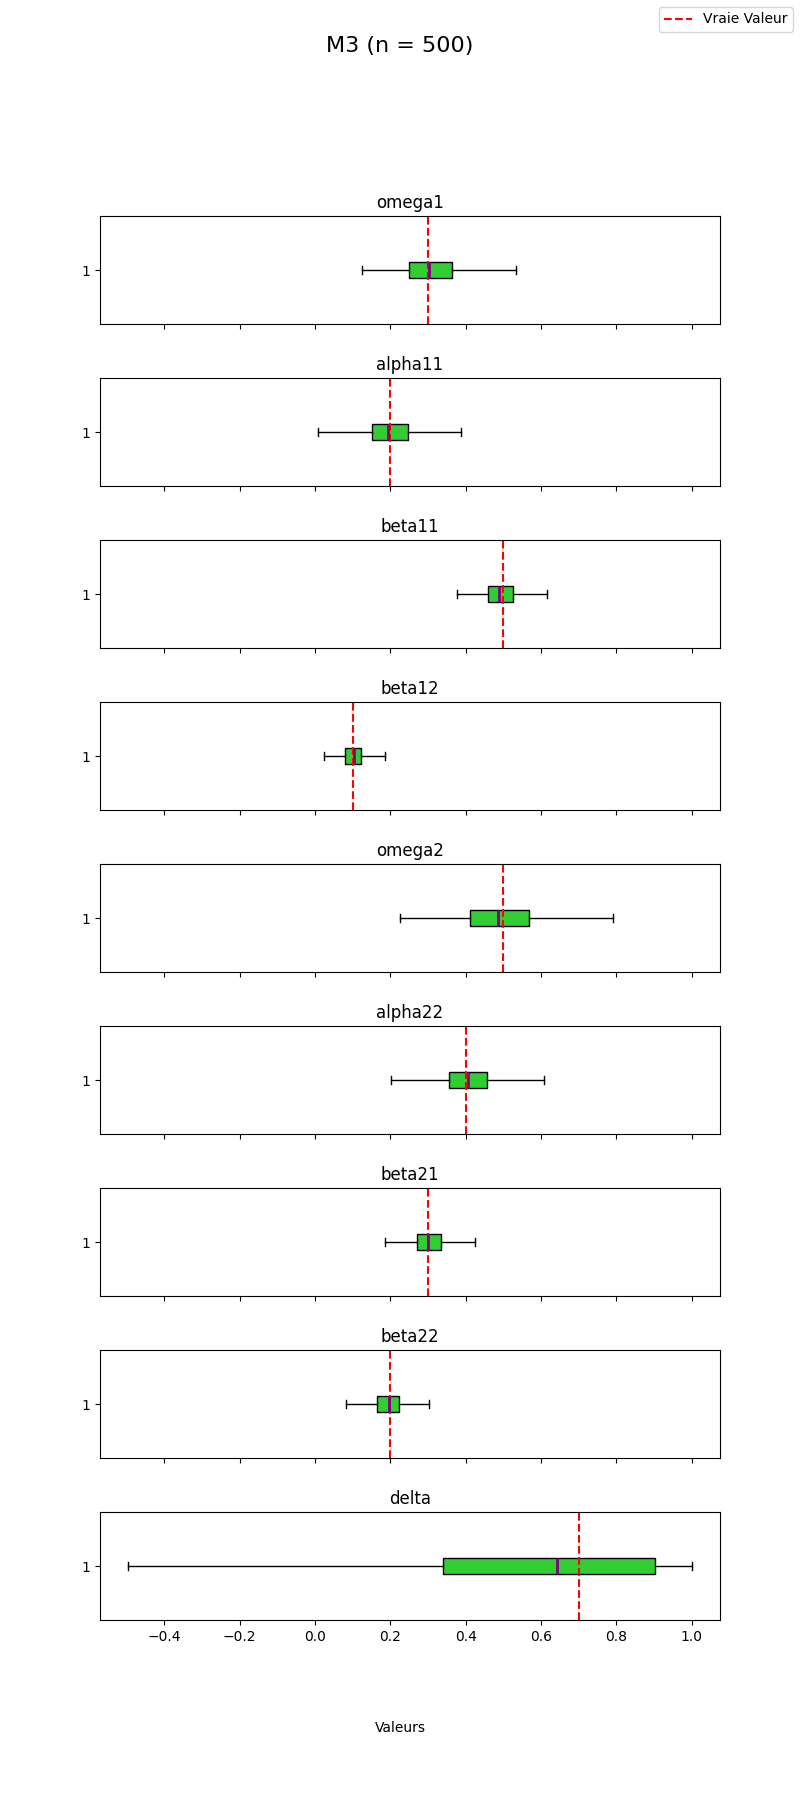 Vraie Valeur
M3 (n = 500)
omega1
1
alpha11
1
beta11
1
beta12
1
omega2
1
alpha22
1
beta21
1
beta22
1
delta
1
−0.4 −0.2 0.0 0.2 0.4 0.6 0.8 1.0
Valeurs